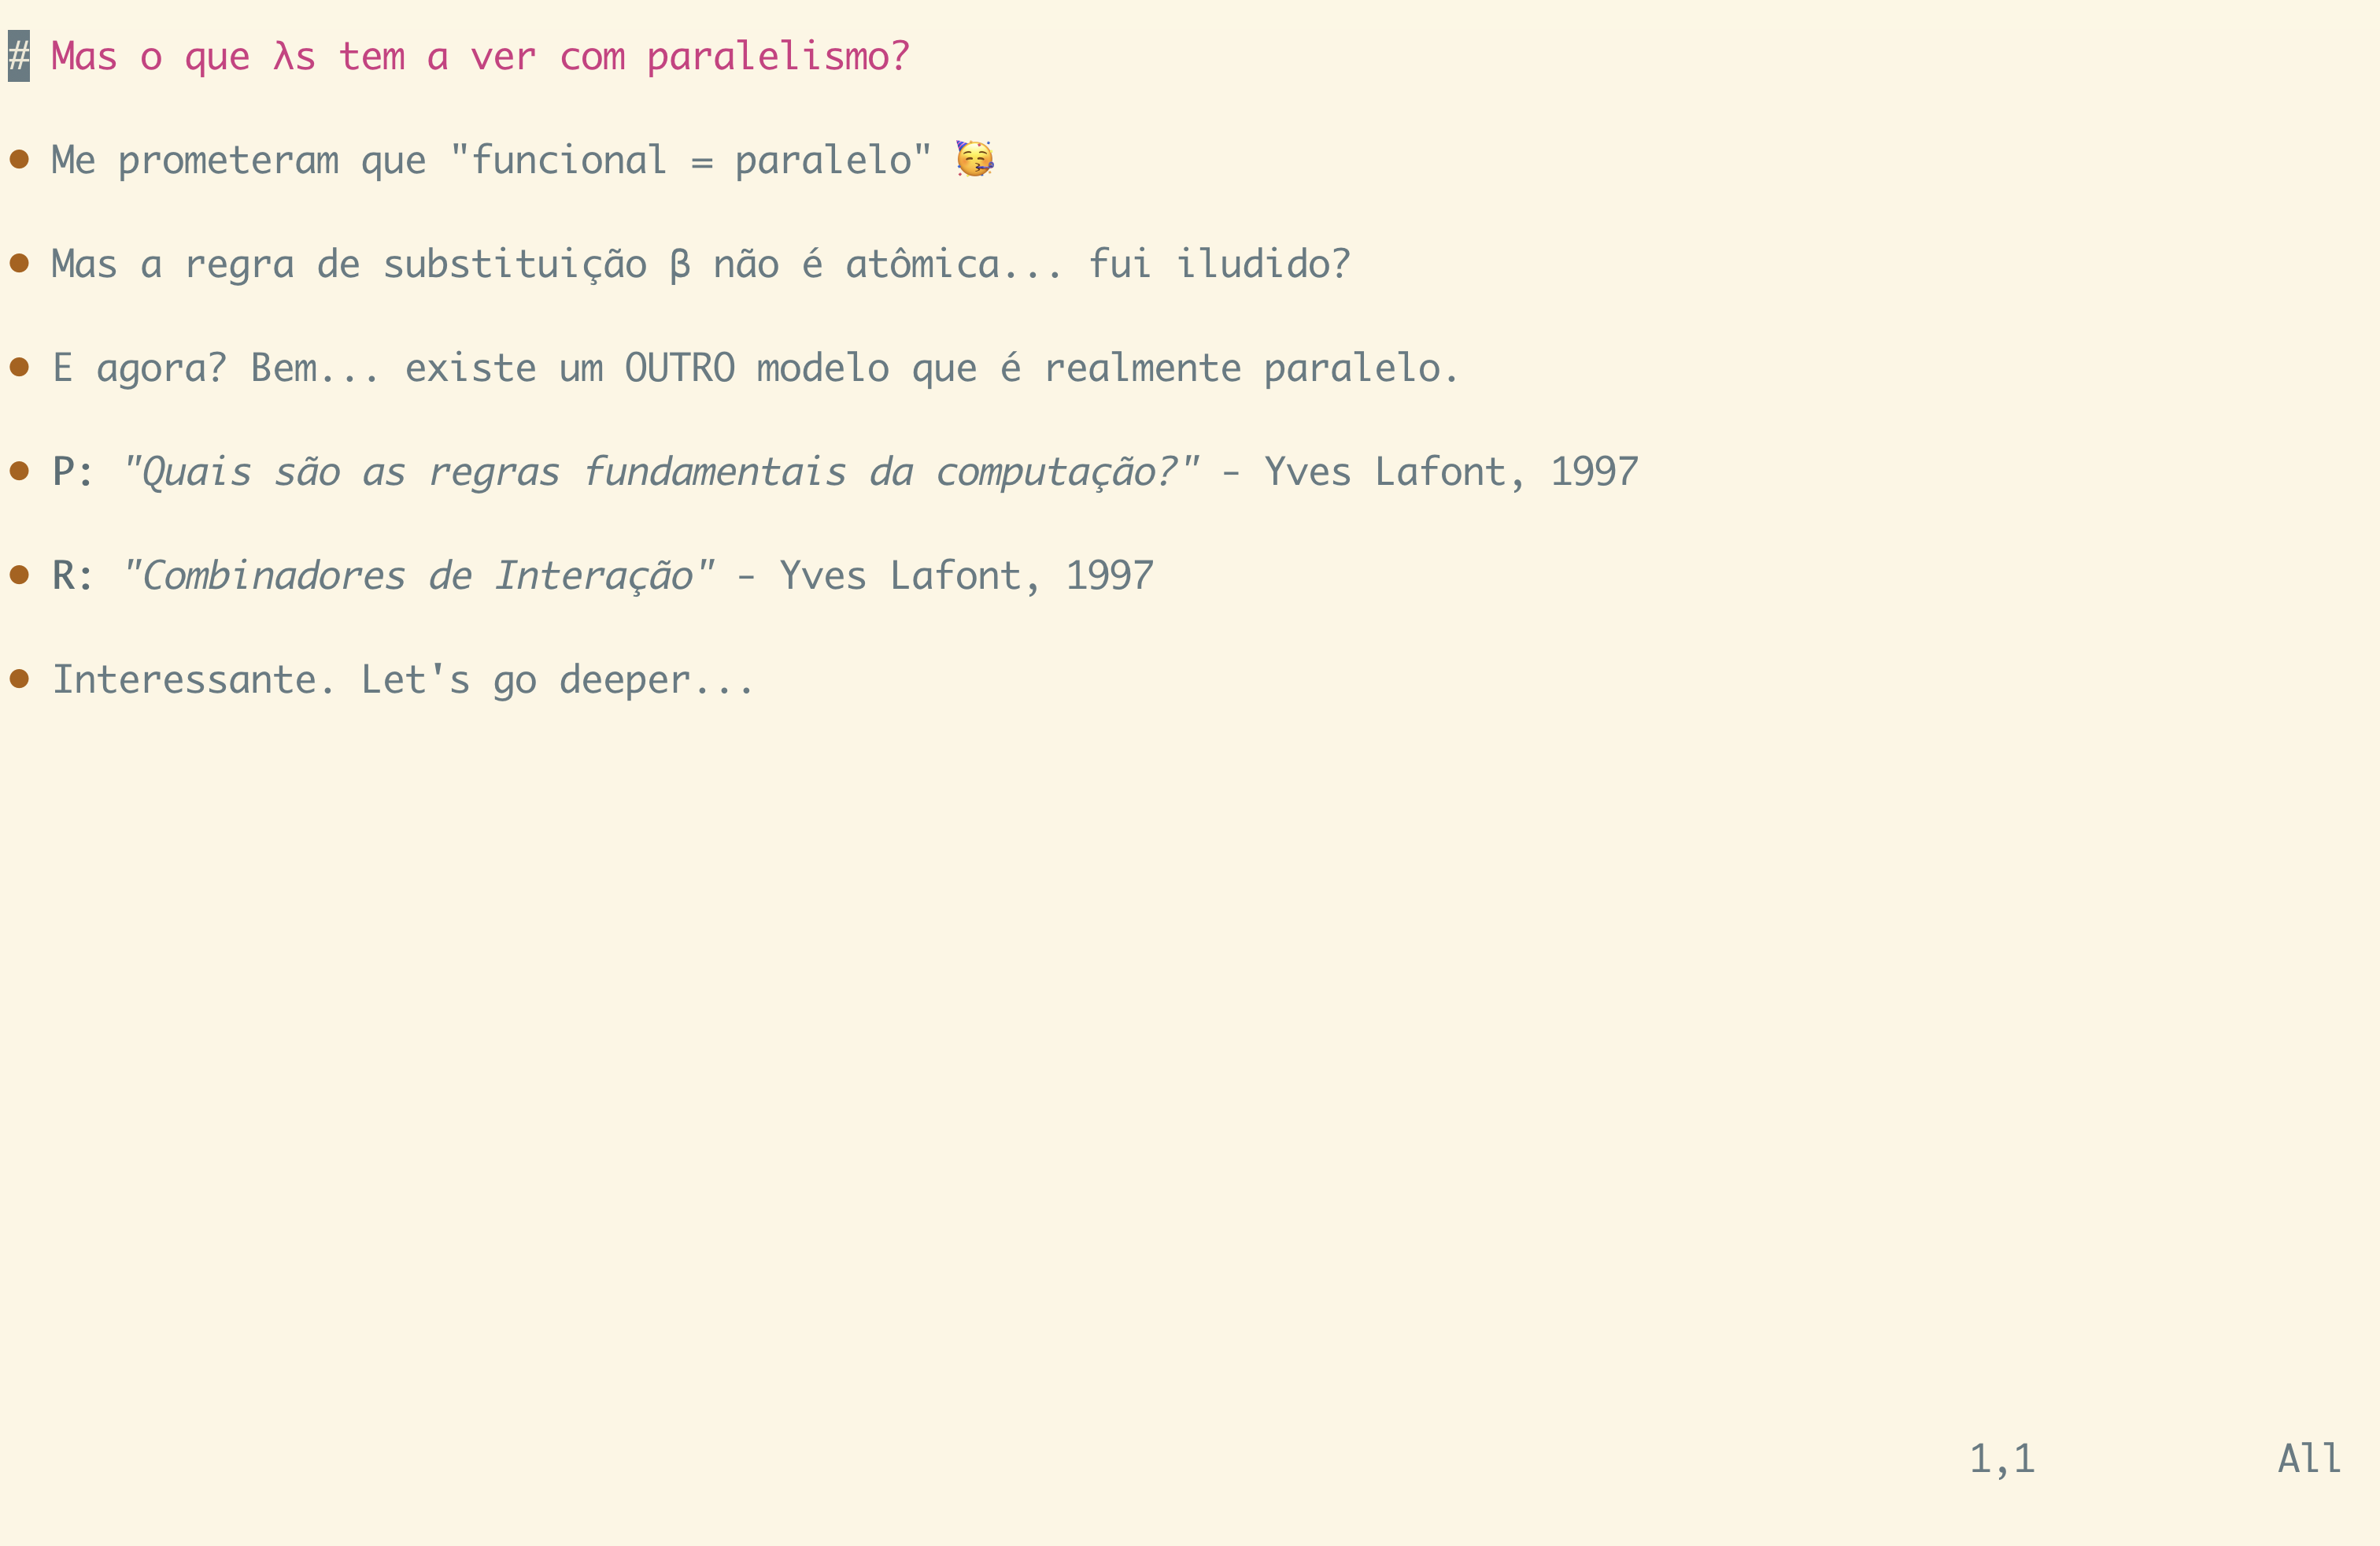 # Mas o que λs tem a ver com paralelismo?
● Me prometeram que "funcional = paralelo" 🥳
● Mas a regra de substituição β não é atômica... fui iludido?
● E agora? Bem... existe um OUTRO modelo que é realmente paralelo.
● P: "Quais são as regras fundamentais da computação?" - Yves Lafont, 1997
● R: "Combinadores de Interação" - Yves Lafont, 1997
● Interessante. Let's go deeper...
1,1 All